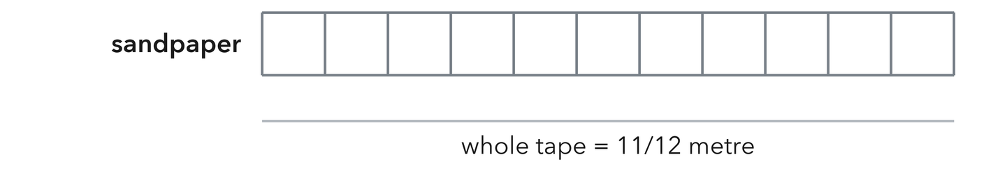 sandpaper
whole tape = 11/12 metre